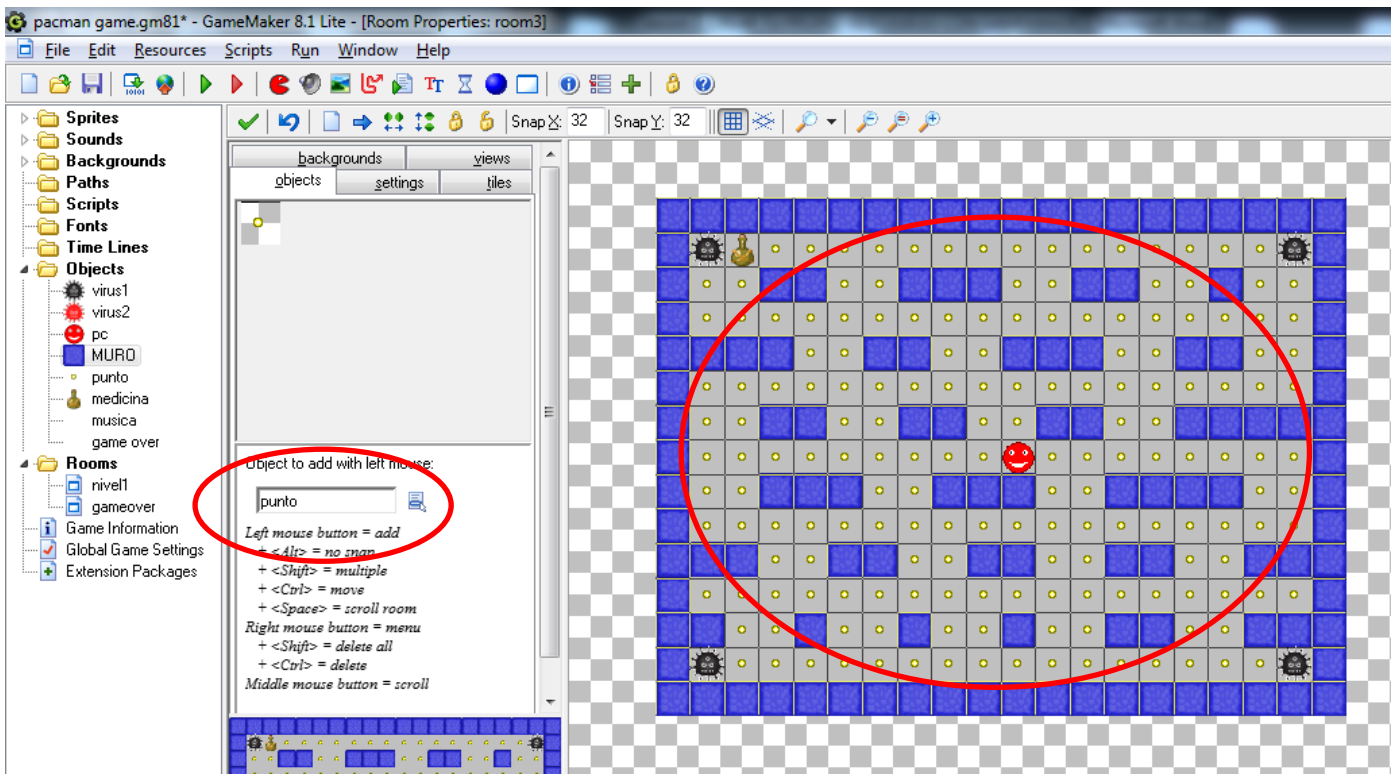 pacman game.gm81* - GameMaker 8.1 Lite - [Room Properties: room3]
File Edit Resources Scripts Run Window Help
Snap X: 32 Snap Y: 32
Sprites
Sounds
Backgrounds
Paths
Scripts
Fonts
Time Lines
Objects
virus1
virus2
pc
MURO
punto
medicina
musica
game over
Rooms
nivel1
gameover
Game Information
Global Game Settings
Extension Packages
backgrounds views
objects settings tiles
Object to add with left mouse:
punto
Left mouse button = add
+ <Alt> = no snap
+ <Shift> = multiple
+ <Ctrl> = move
+ <Space> = scroll room
Right mouse button = menu
+ <Shift> = delete all
+ <Ctrl> = delete
Middle mouse button = scroll